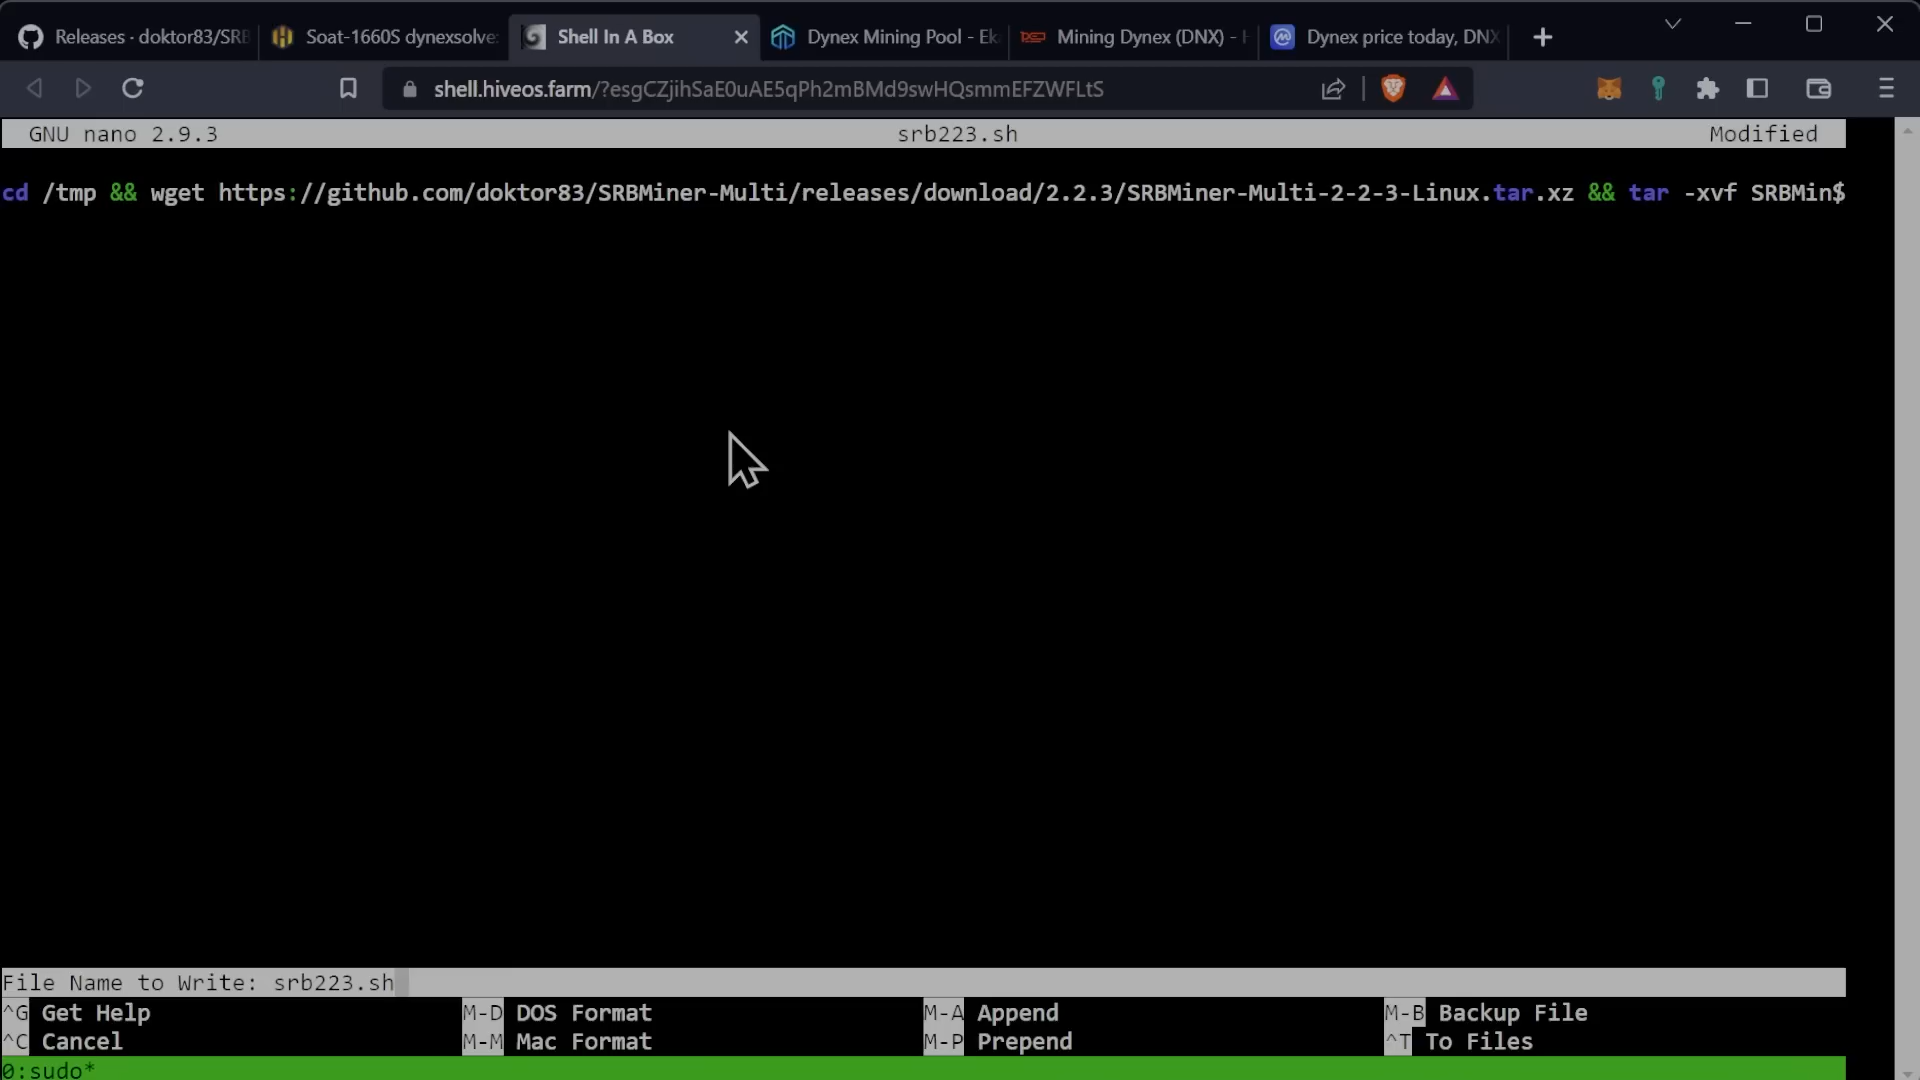 Releases · doktor83/SRB
Soat-1660S dynexsolve
Shell In A Box
Dynex Mining Pool - Ek
Mining Dynex (DNX) -
Dynex price today, DNX
shell.hiveos.farm/?esgCZjihSaE0uAE5qPh2mBMd9swHQsmmEFZWFLtS
GNU nano 2.9.3 srb223.sh Modified
cd /tmp && wget https://github.com/doktor83/SRBMiner-Multi/releases/download/2.2.3/SRBMiner-Multi-2-2-3-Linux.tar.xz && tar -xvf SRBMin$
File Name to Write: srb223.sh
^G Get Help M-D DOS Format M-A Append M-B Backup File
^C Cancel M-M Mac Format M-P Prepend ^T To Files
0:sudo*